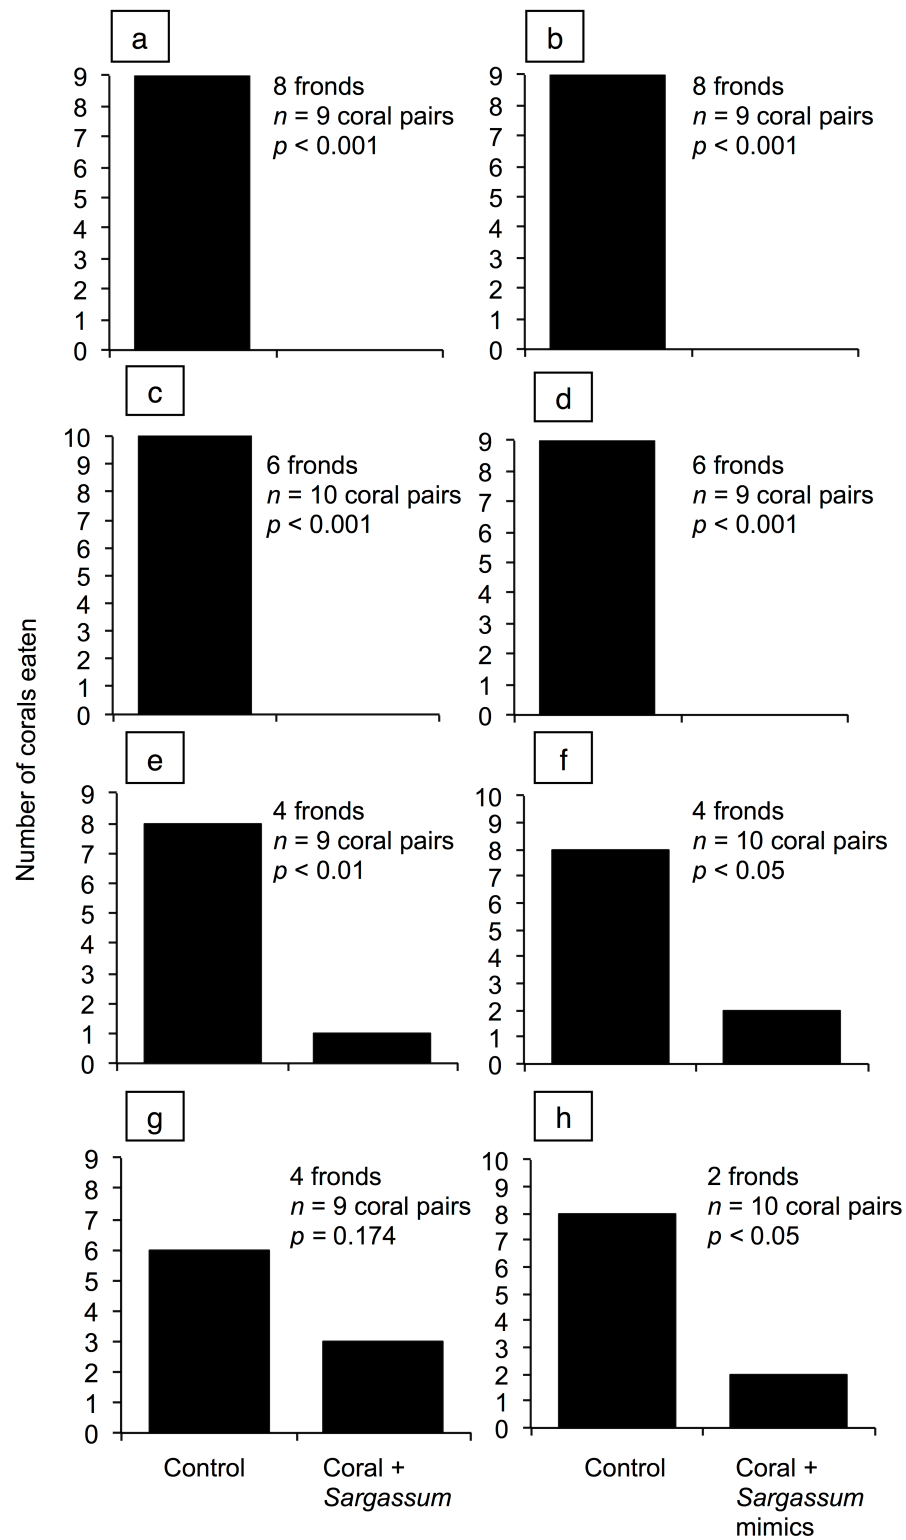 a
9
8
7
6
5
4
3
2
1
0
8 fronds
n = 9 coral pairs
p < 0.001
b
9
8
7
6
5
4
3
2
1
0
8 fronds
n = 9 coral pairs
p < 0.001
c
10
9
8
7
6
5
4
3
2
1
0
6 fronds
n = 10 coral pairs
p < 0.001
d
9
8
7
6
5
4
3
2
1
0
6 fronds
n = 9 coral pairs
p < 0.001
Number of corals eaten
e
9
8
7
6
5
4
3
2
1
0
4 fronds
n = 9 coral pairs
p < 0.01
f
10
9
8
7
6
5
4
3
2
1
0
4 fronds
n = 10 coral pairs
p < 0.05
g
9
8
7
6
5
4
3
2
1
0
4 fronds
n = 9 coral pairs
p = 0.174
h
10
9
8
7
6
5
4
3
2
1
0
2 fronds
n = 10 coral pairs
p < 0.05
Control
Coral +
Sargassum
Control
Coral +
Sargassum
mimics